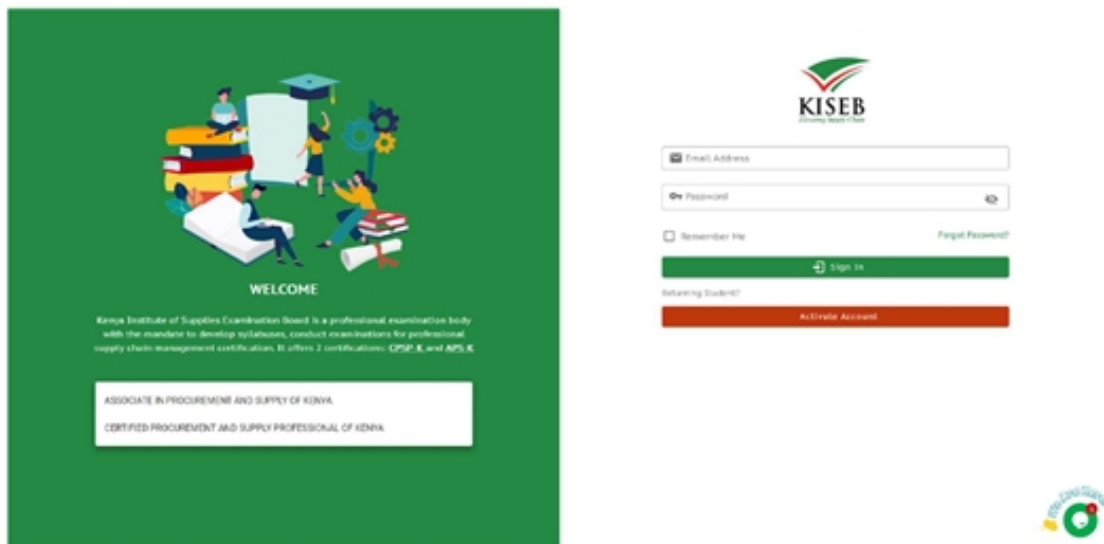 WELCOME
Kenya Institute of Supplies Examination Board is a professional examination body
with the mandate to develop syllabuses, conduct examinations for professional
supply chain management certification. It offers 2 certifications: CPSP-K and APS-K
ASSOCIATE IN PROCUREMENT AND SUPPLY OF KENYA
CERTIFIED PROCUREMENT AND SUPPLY PROFESSIONAL OF KENYA
KISEB
Email Address
Password
Remember Me
Forgot Password?
Sign In
Returning Student?
Activate Account